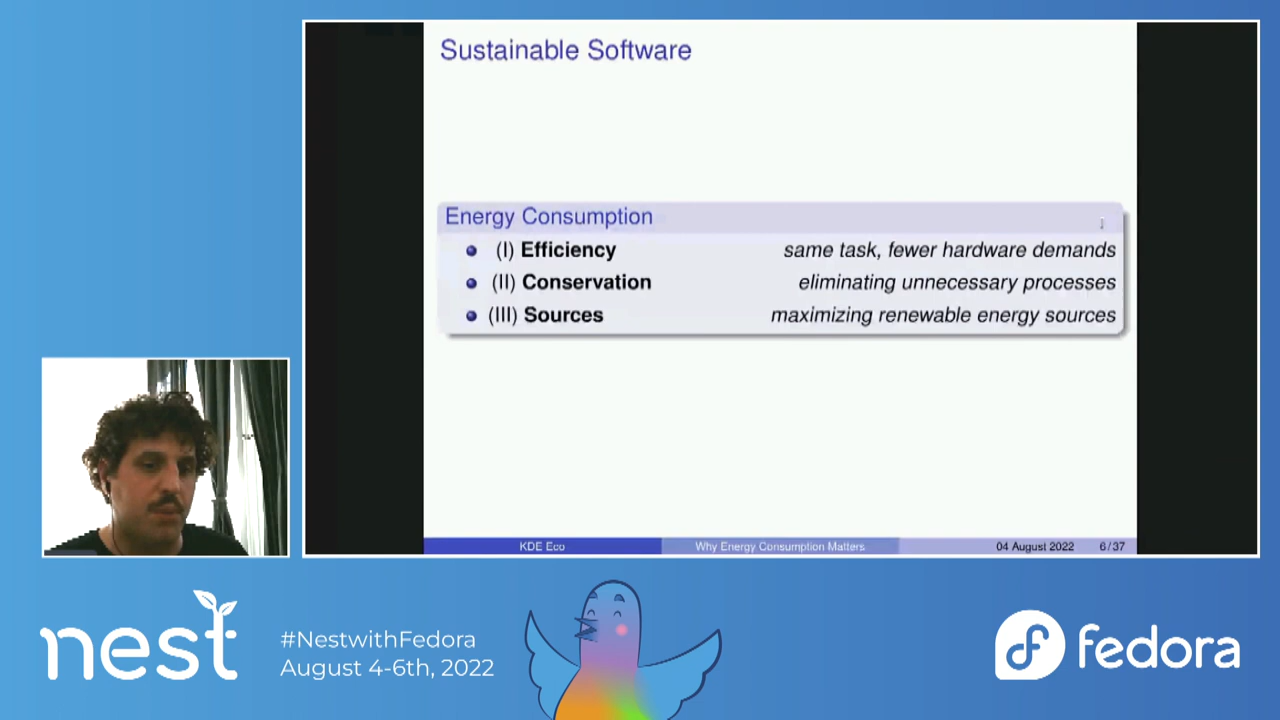 Sustainable Software
Energy Consumption
(I) Efficiency same task, fewer hardware demands
(II) Conservation eliminating unnecessary processes
(III) Sources maximizing renewable energy sources
KDE Eco Why Energy Consumption Matters 04 August 2022 6/37
nest
#NestwithFedora
August 4-6th, 2022
fedora